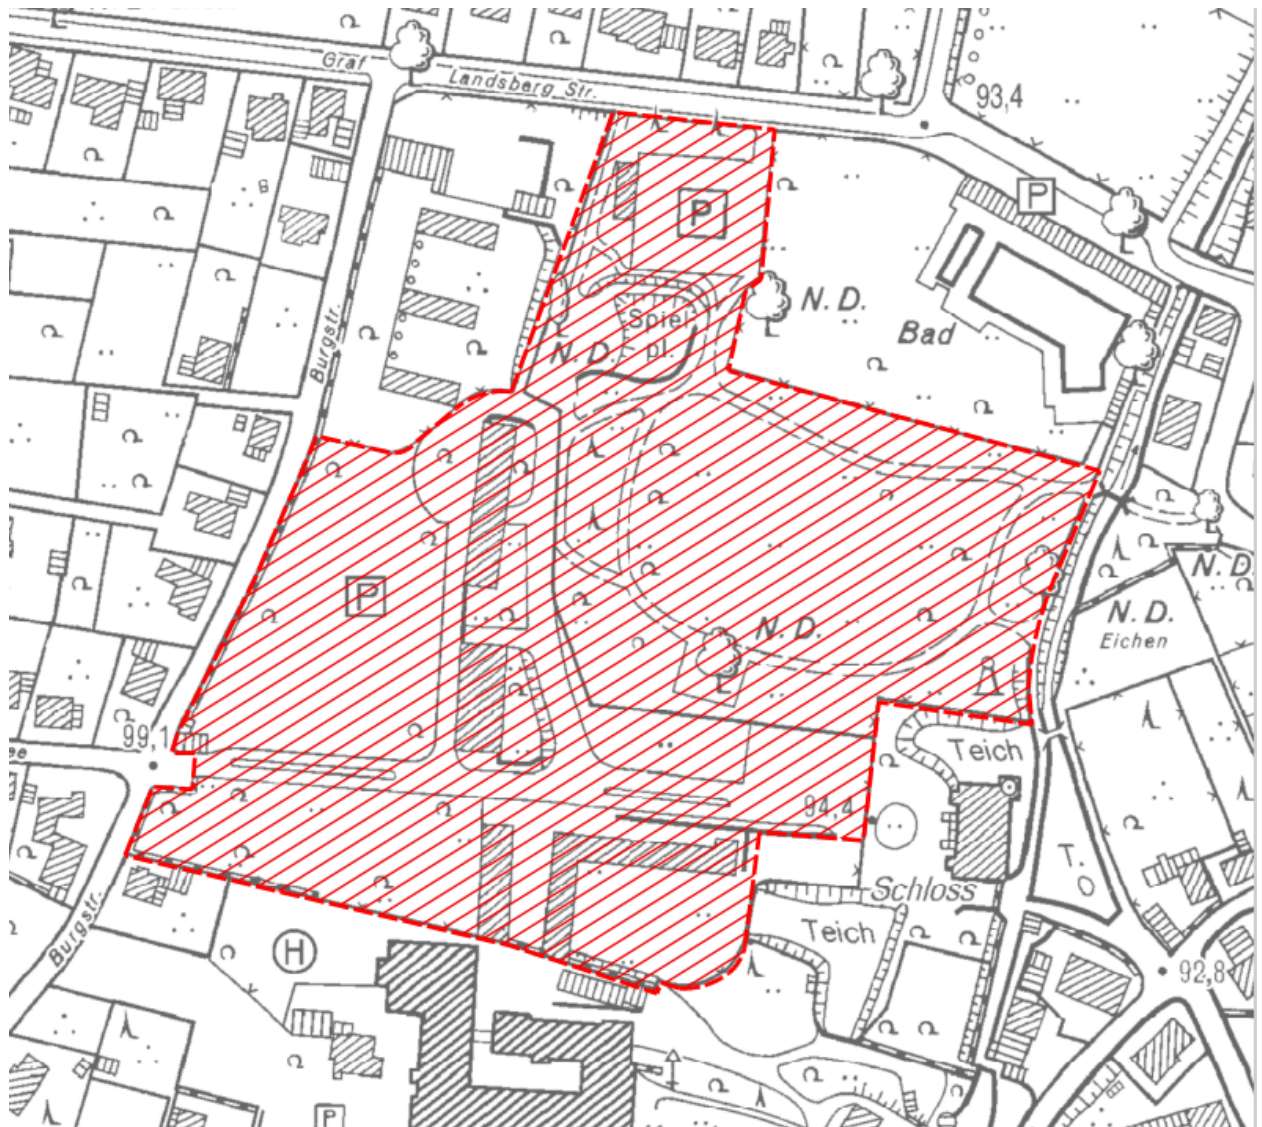 Graf
Landsberg Str.
93,4
P
P
N. D.
Spiel
pl.
N. D.
Bad
Burgstr.
P
N. D.
N. D.
N. D.
Eichen
99,1
ee
Teich
94,4
T.
Schloss
Teich
Burgstr.
H
92,8
P